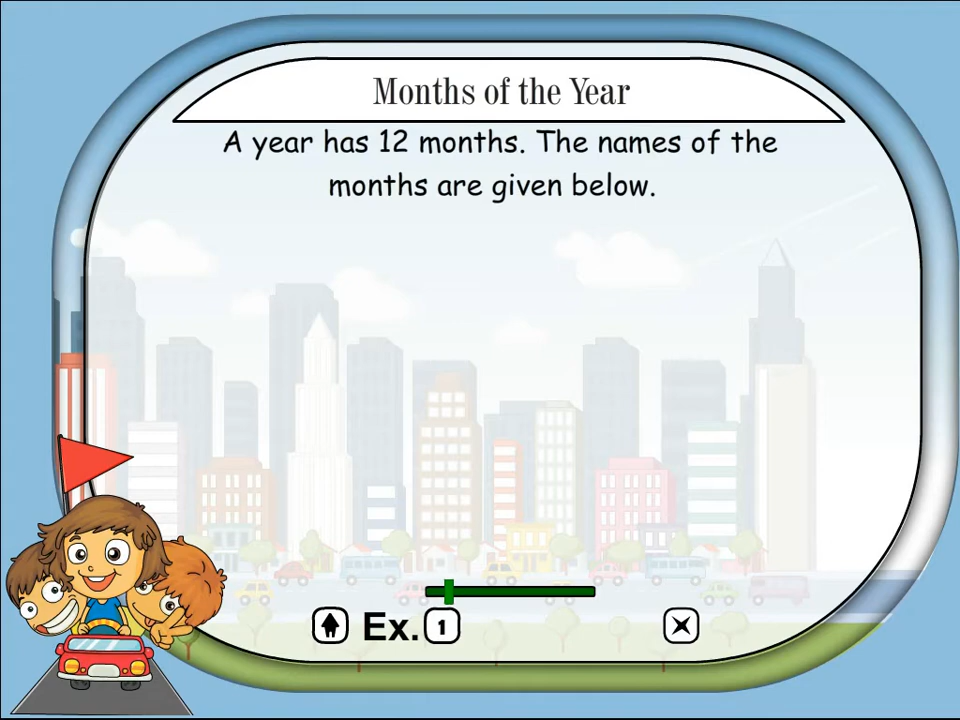 Months of the Year
A year has 12 months. The names of the
months are given below.
Ex. 1